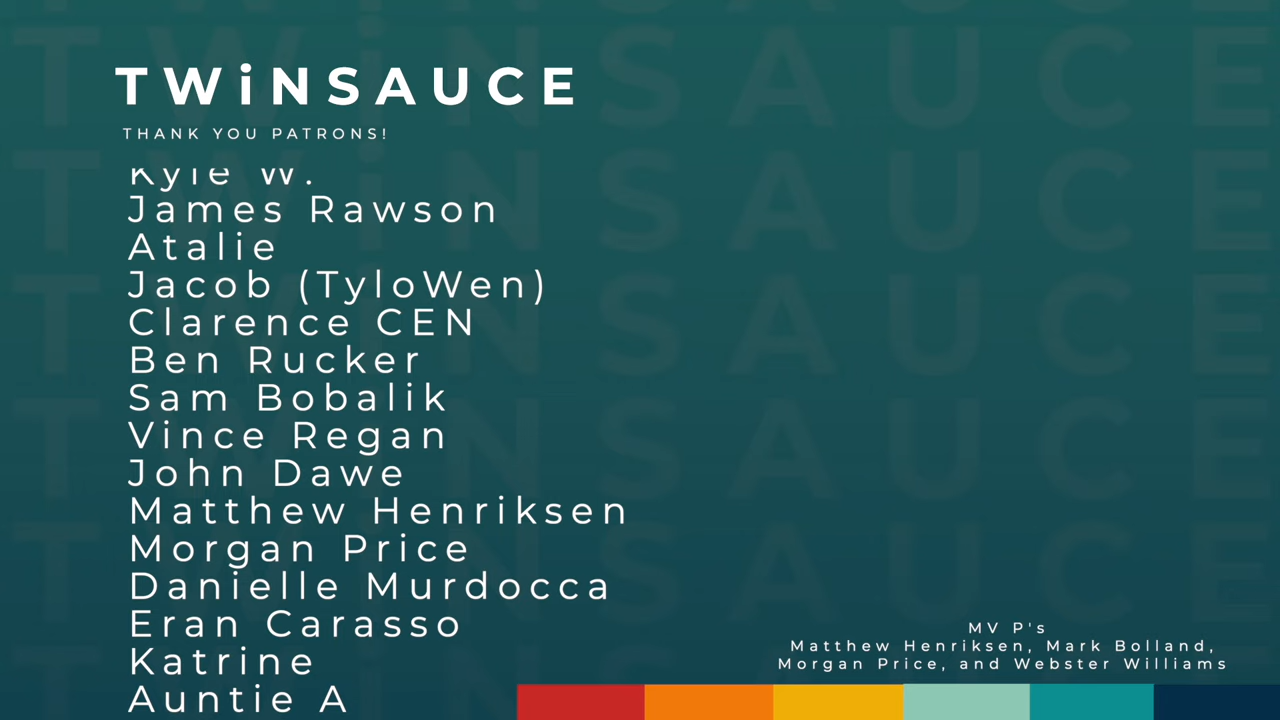 TWiNSAUCE
THANK YOU PATRONS!
Kyle W.
James Rawson
Atalie
Jacob (TyloWen)
Clarence CEN
Ben Rucker
Sam Bobalik
Vince Regan
John Dawe
Matthew Henriksen
Morgan Price
Danielle Murdocca
Eran Carasso
Katrine
Auntie A
MV P's
Matthew Henriksen, Mark Bolland,
Morgan Price, and Webster Williams